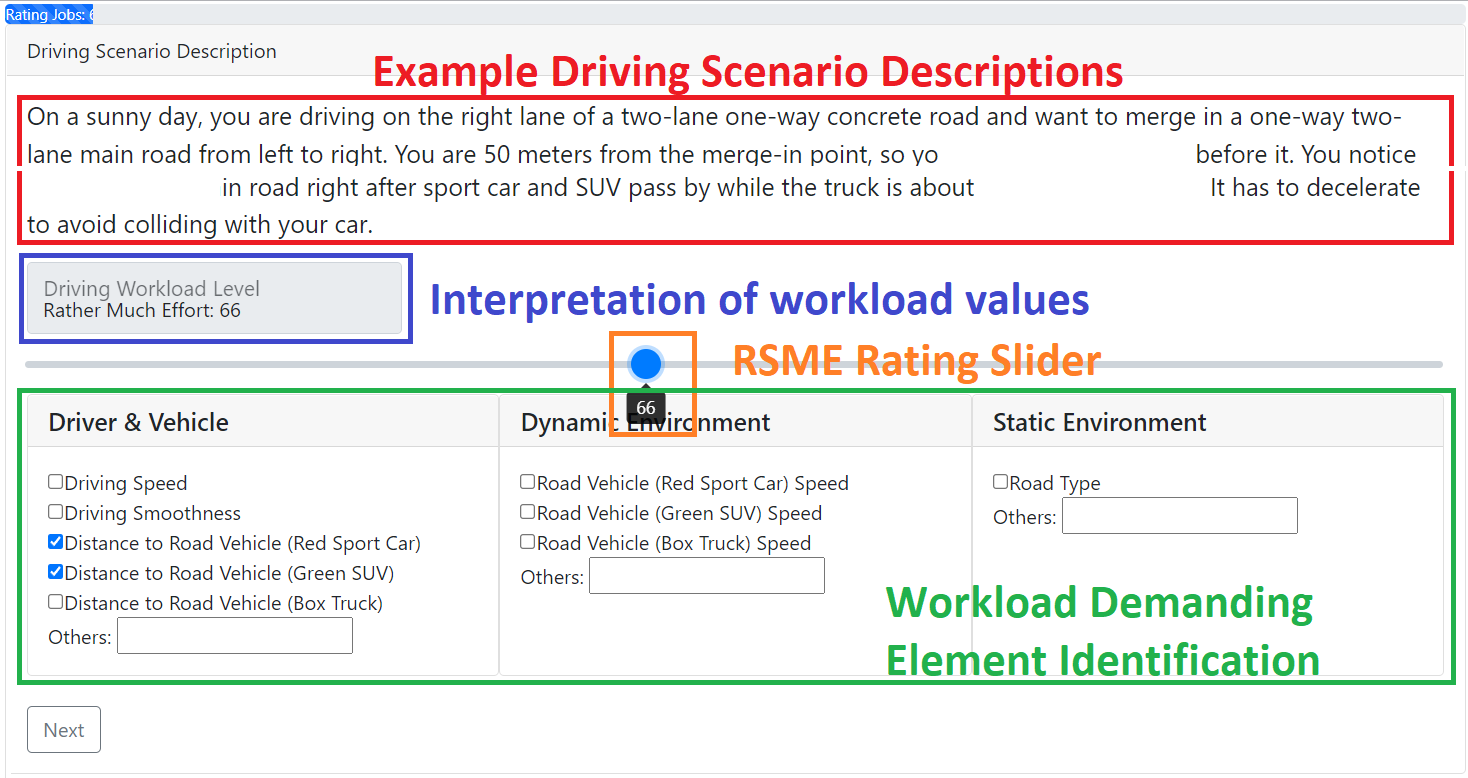 Rating Jobs: 6
Driving Scenario Description
Example Driving Scenario Descriptions
On a sunny day, you are driving on the right lane of a two-lane one-way concrete road and want to merge in a one-way two-
lane main road from left to right. You are 50 meters from the merge-in point, so yo before it. You notice
in road right after sport car and SUV pass by while the truck is about It has to decelerate
to avoid colliding with your car.
Driving Workload Level
Rather Much Effort: 66
Interpretation of workload values
RSME Rating Slider
66
Driver & Vehicle
Dynamic Environment
Static Environment
Driving Speed
Driving Smoothness
Distance to Road Vehicle (Red Sport Car)
Distance to Road Vehicle (Green SUV)
Distance to Road Vehicle (Box Truck)
Others:
Road Vehicle (Red Sport Car) Speed
Road Vehicle (Green SUV) Speed
Road Vehicle (Box Truck) Speed
Others:
Road Type
Others:
Workload Demanding
Element Identification
Next